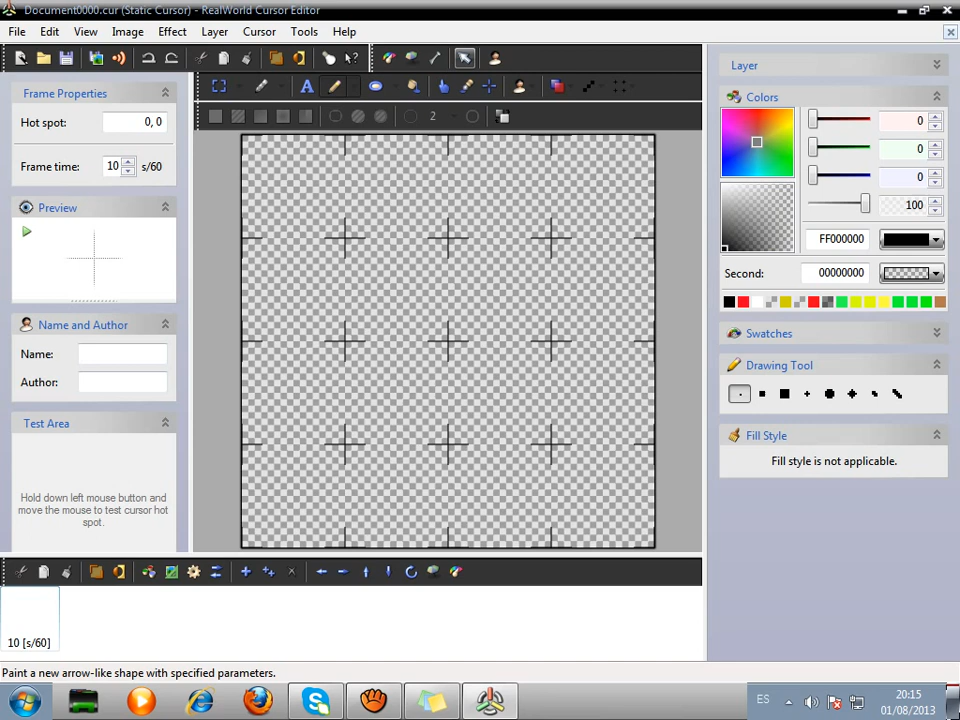 Document0000.cur (Static Cursor) - RealWorld Cursor Editor
File Edit View Image Effect Layer Cursor Tools Help
2
Frame Properties
Hot spot: 0, 0
Frame time: 10 s/60
Preview
Name and Author
Name:
Author:
Test Area
Hold down left mouse button and
move the mouse to test cursor hot
spot.
Layer
Colors
0
0
0
100
FF000000
Second: 00000000
Swatches
Drawing Tool
Fill Style
Fill style is not applicable.
10 [s/60]
Paint a new arrow-like shape with specified parameters.
ES
20:15
01/08/2013